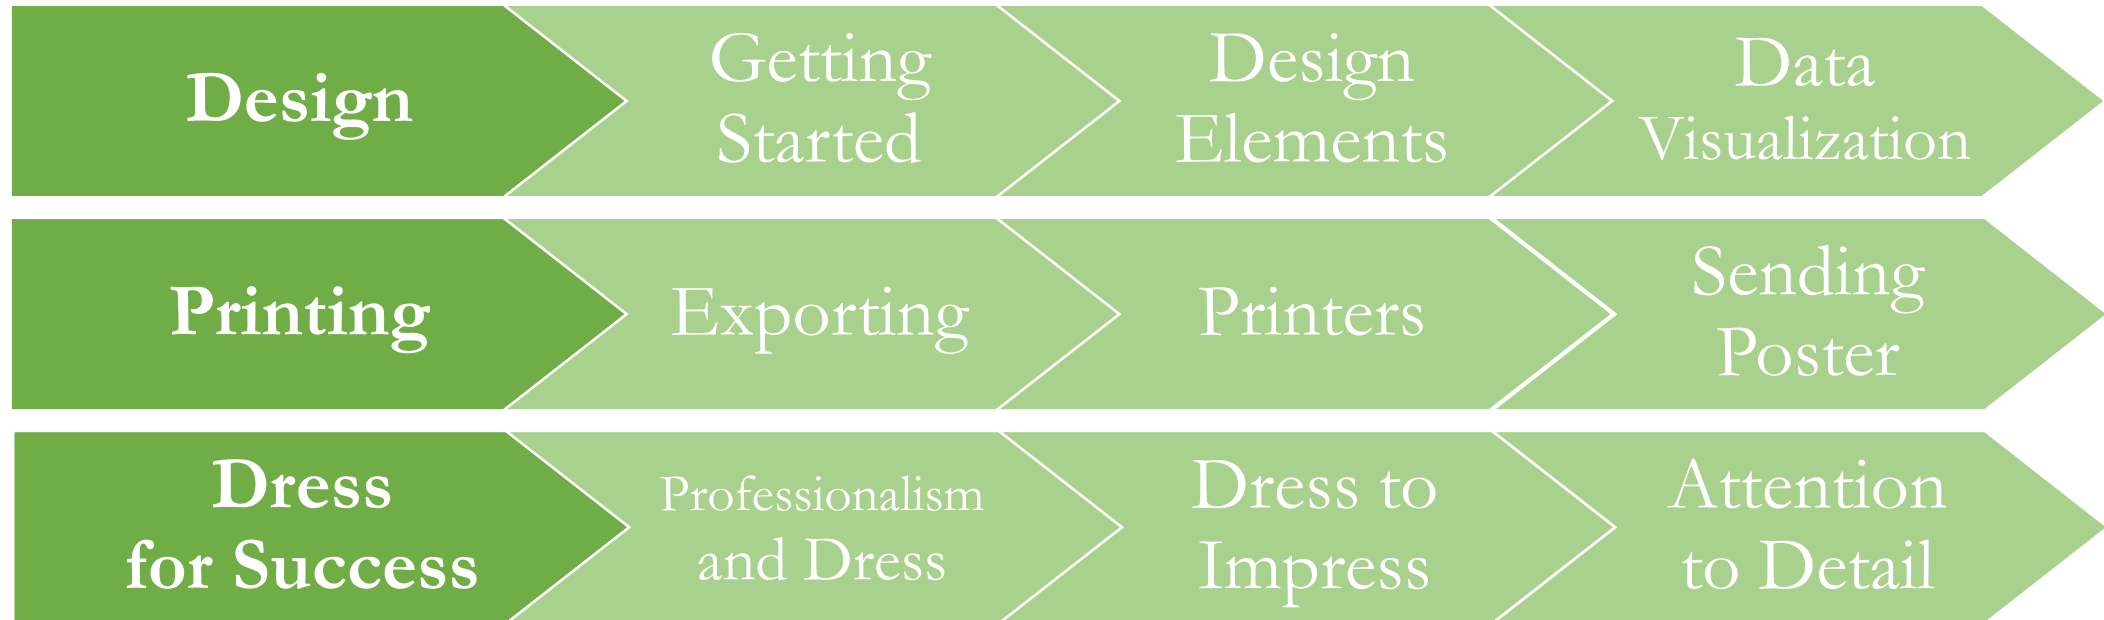 Design
Getting
Started
Design
Elements
Data
Visualization
Printing
Exporting
Printers
Sending
Poster
Dress
for Success
Professionalism
and Dress
Dress to
Impress
Attention
to Detail